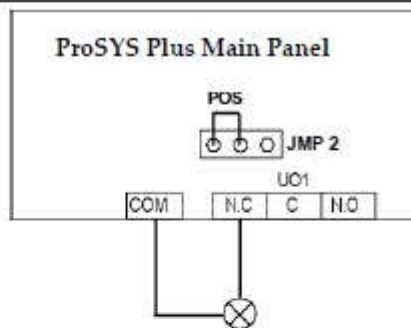 ProSYS Plus Main Panel
POS
JMP 2
UO1
COM N.C C N.O